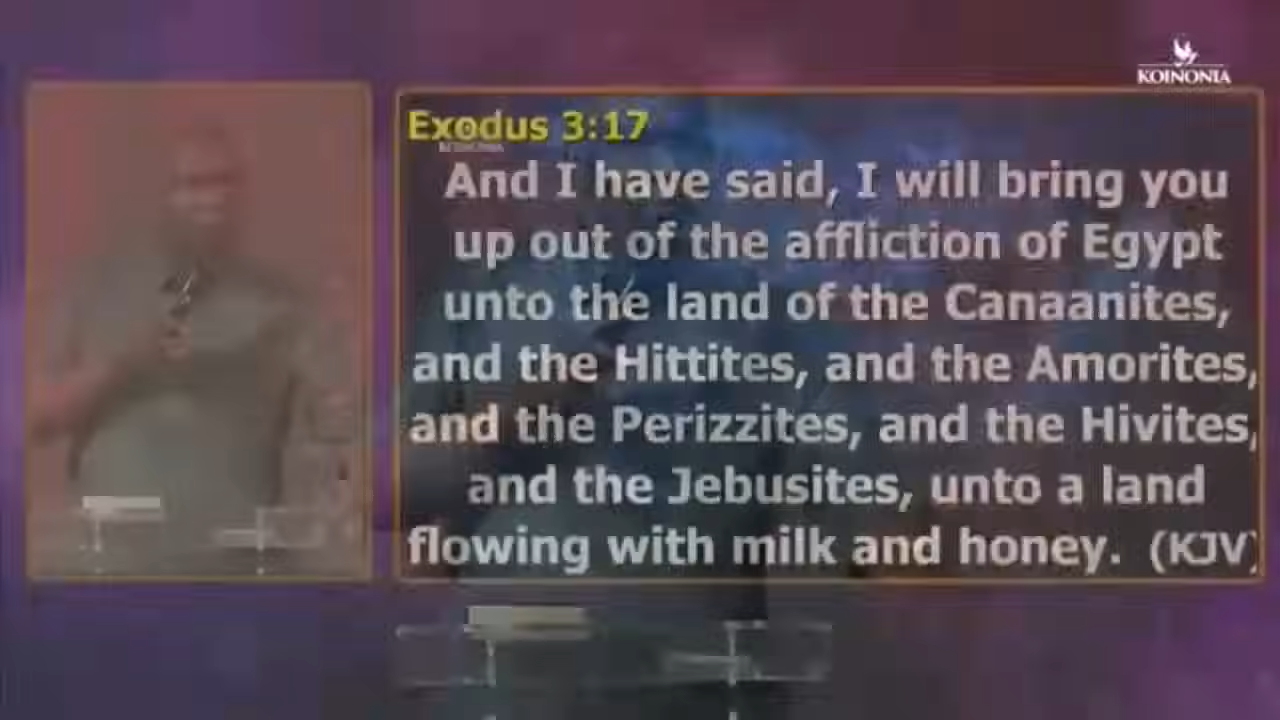 KOINONIA
Exodus 3:17
And I have said, I will bring you
up out of the affliction of Egypt
unto the land of the Canaanites,
and the Hittites, and the Amorites,
and the Perizzites, and the Hivites,
and the Jebusites, unto a land
flowing with milk and honey. (KJV)